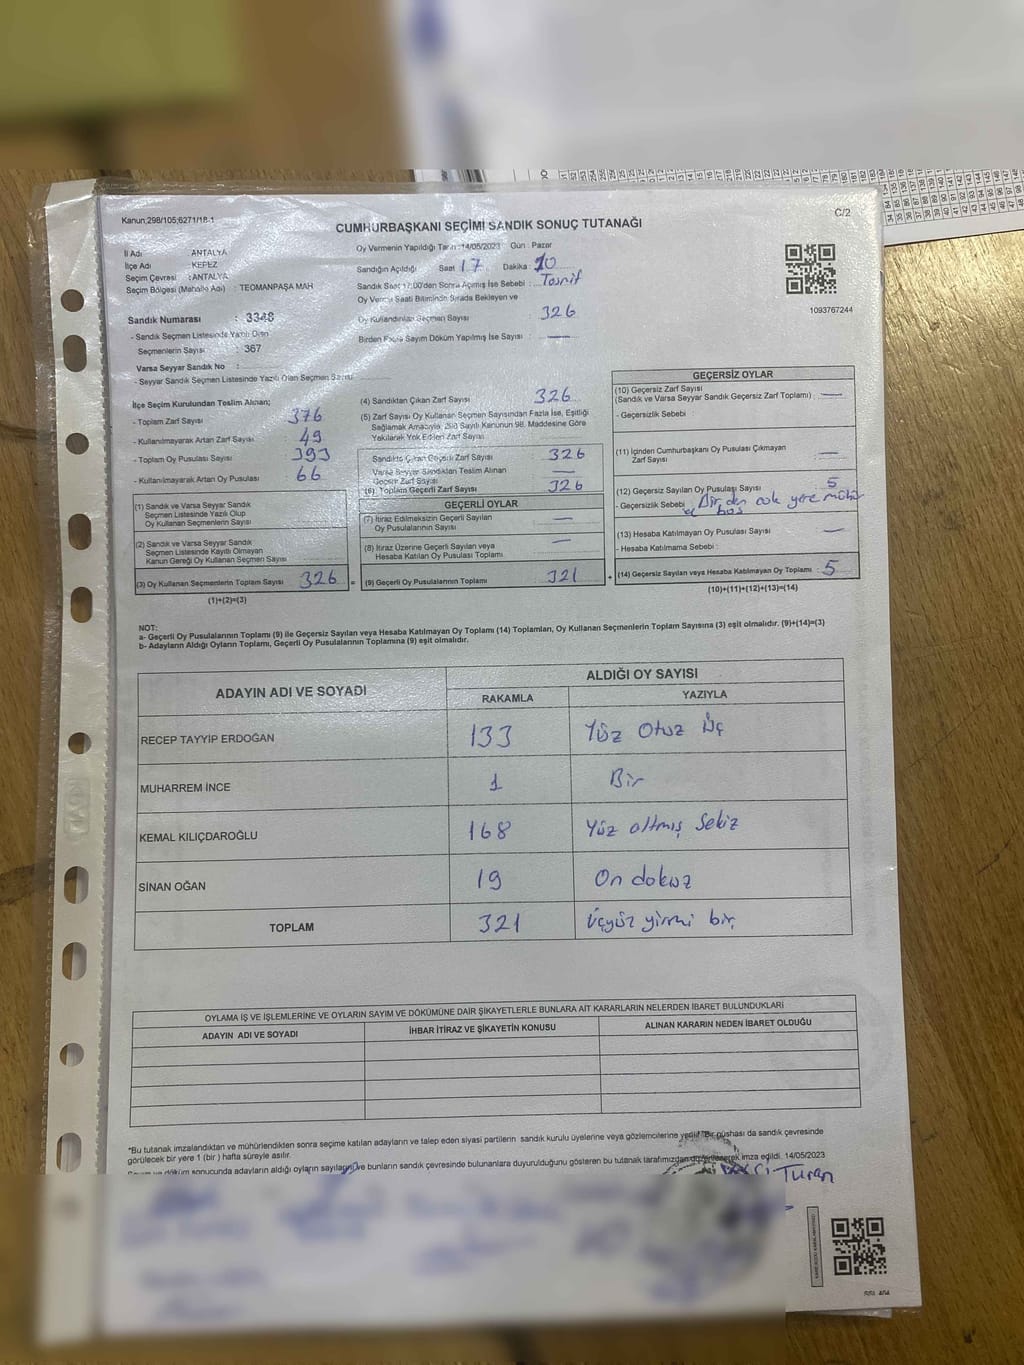 Kanun;298/105;6271/18-1
C/2
CUMHURBAŞKANI SEÇİMİ SANDIK SONUÇ TUTANAĞI
İl Adı : ANTALYA
İlçe Adı : KEPEZ
Seçim Çevresi : ANTALYA
Seçim Bölgesi (Mahalle Adı) : TEOMANPAŞA MAH
Sandık Numarası : 3348
- Sandık Seçmen Listesinde Yazılı Olan
Seçmenlerin Sayısı : 367
Varsa Seyyar Sandık No :
- Seyyar Sandık Seçmen Listesinde Yazılı Olan Seçmen Sayısı
Oy Vermenin Yapıldığı Tarih :14/05/2023 Gün : Pazar
Sandığın Açıldığı Saat 17 Dakika : 10
Sandık Saat 17:00'den Sonra Açılmış İse Sebebi : Tasnif
Oy Verme Saati Bitiminde Sırada Bekleyen ve
Oy Kullandırılan Seçmen Sayısı : 326
Birden Fazla Sayım Döküm Yapılmış İse Sayısı : —
1093767244
İlçe Seçim Kurulundan Teslim Alınan;
- Toplam Zarf Sayısı : 376
- Kullanılmayarak Artan Zarf Sayısı : 49
- Toplam Oy Pusulası Sayısı : 393
- Kullanılmayarak Artan Oy Pusulası : 66
(1) Sandık ve Varsa Seyyar Sandık
Seçmen Listesinde Yazılı Olup
Oy Kullanan Seçmenlerin Sayısı
(2) Sandık ve Varsa Seyyar Sandık
Seçmen Listesinde Kayıtlı Olmayan
Kanun Gereği Oy Kullanan Seçmen Sayısı
(3) Oy Kullanan Seçmenlerin Toplam Sayısı 326 =
(1)+(2)=(3)
(4) Sandıktan Çıkan Zarf Sayısı 326
(5) Zarf Sayısı Oy Kullanan Seçmen Sayısından Fazla İse, Eşitliği
Sağlamak Amacıyla, 298 Sayılı Kanunun 98. Maddesine Göre
Yakılarak Yok Edilen Zarf Sayısı
Sandıkta Çıkan Geçerli Zarf Sayısı 326
Varsa Seyyar Sandıktan Teslim Alınan
Geçerli Zarf Sayısı —
(6) Toplam Geçerli Zarf Sayısı 326
GEÇERLİ OYLAR
(7) İtiraz Edilmeksizin Geçerli Sayılan
Oy Pusulalarının Sayısı —
(8) İtiraz Üzerine Geçerli Sayılan veya
Hesaba Katılan Oy Pusulası Toplamı —
(9) Geçerli Oy Pusulalarının Toplamı 321 +
GEÇERSİZ OYLAR
(10) Geçersiz Zarf Sayısı
(Sandık ve Varsa Seyyar Sandık Geçersiz Zarf Toplamı) —
- Geçersizlik Sebebi :
(11) İçinden Cumhurbaşkanı Oy Pusulası Çıkmayan
Zarf Sayısı —
(12) Geçersiz Sayılan Oy Pusulası Sayısı 5
- Geçersizlik Sebebi Birden çok yere mühür
boş
(13) Hesaba Katılmayan Oy Pusulası Sayısı —
- Hesaba Katılmama Sebebi :
(14) Geçersiz Sayılan veya Hesaba Katılmayan Oy Toplamı : 5
(10)+(11)+(12)+(13)=(14)
NOT:
a- Geçerli Oy Pusulalarının Toplamı (9) ile Geçersiz Sayılan veya Hesaba Katılmayan Oy Toplamı (14) Toplamları, Oy Kullanan Seçmenlerin Toplam Sayısına (3) eşit olmalıdır. (9)+(14)=(3)
b- Adayların Aldığı Oyların Toplamı, Geçerli Oy Pusulalarının Toplamına (9) eşit olmalıdır.
ADAYIN ADI VE SOYADI ALDIĞI OY SAYISI
RAKAMLA YAZIYLA
RECEP TAYYİP ERDOĞAN 133 Yüz Otuz Üç
MUHARREM İNCE 1 Bir
KEMAL KILIÇDAROĞLU 168 Yüz altmış Sekiz
SİNAN OĞAN 19 On dokuz
TOPLAM 321 Üçyüz yirmi bir
OYLAMA İŞ VE İŞLEMLERİNE VE OYLARIN SAYIM VE DÖKÜMÜNE DAİR ŞİKAYETLERLE BUNLARA AİT KARARLARIN NELERDEN İBARET BULUNDUKLARI
ADAYIN ADI VE SOYADI İHBAR İTİRAZ VE ŞİKAYETİN KONUSU ALINAN KARARIN NEDEN İBARET OLDUĞU
*Bu tutanak imzalandıktan ve mühürlendikten sonra seçime katılan adayların ve talep eden siyasi partilerin sandık kurulu üyelerine veya gözlemcilerine verilir. Bir nüshası da sandık çevresinde
görülecek bir yere 1 (bir) hafta süreyle asılır.
Sayım ve döküm sonucunda adayların aldığı oyların sayılarını ve bunların sandık çevresinde bulunanlara duyurulduğunu gösteren bu tutanak tarafımızdan düzenlenerek imza edildi. 14/05/2023
Turan